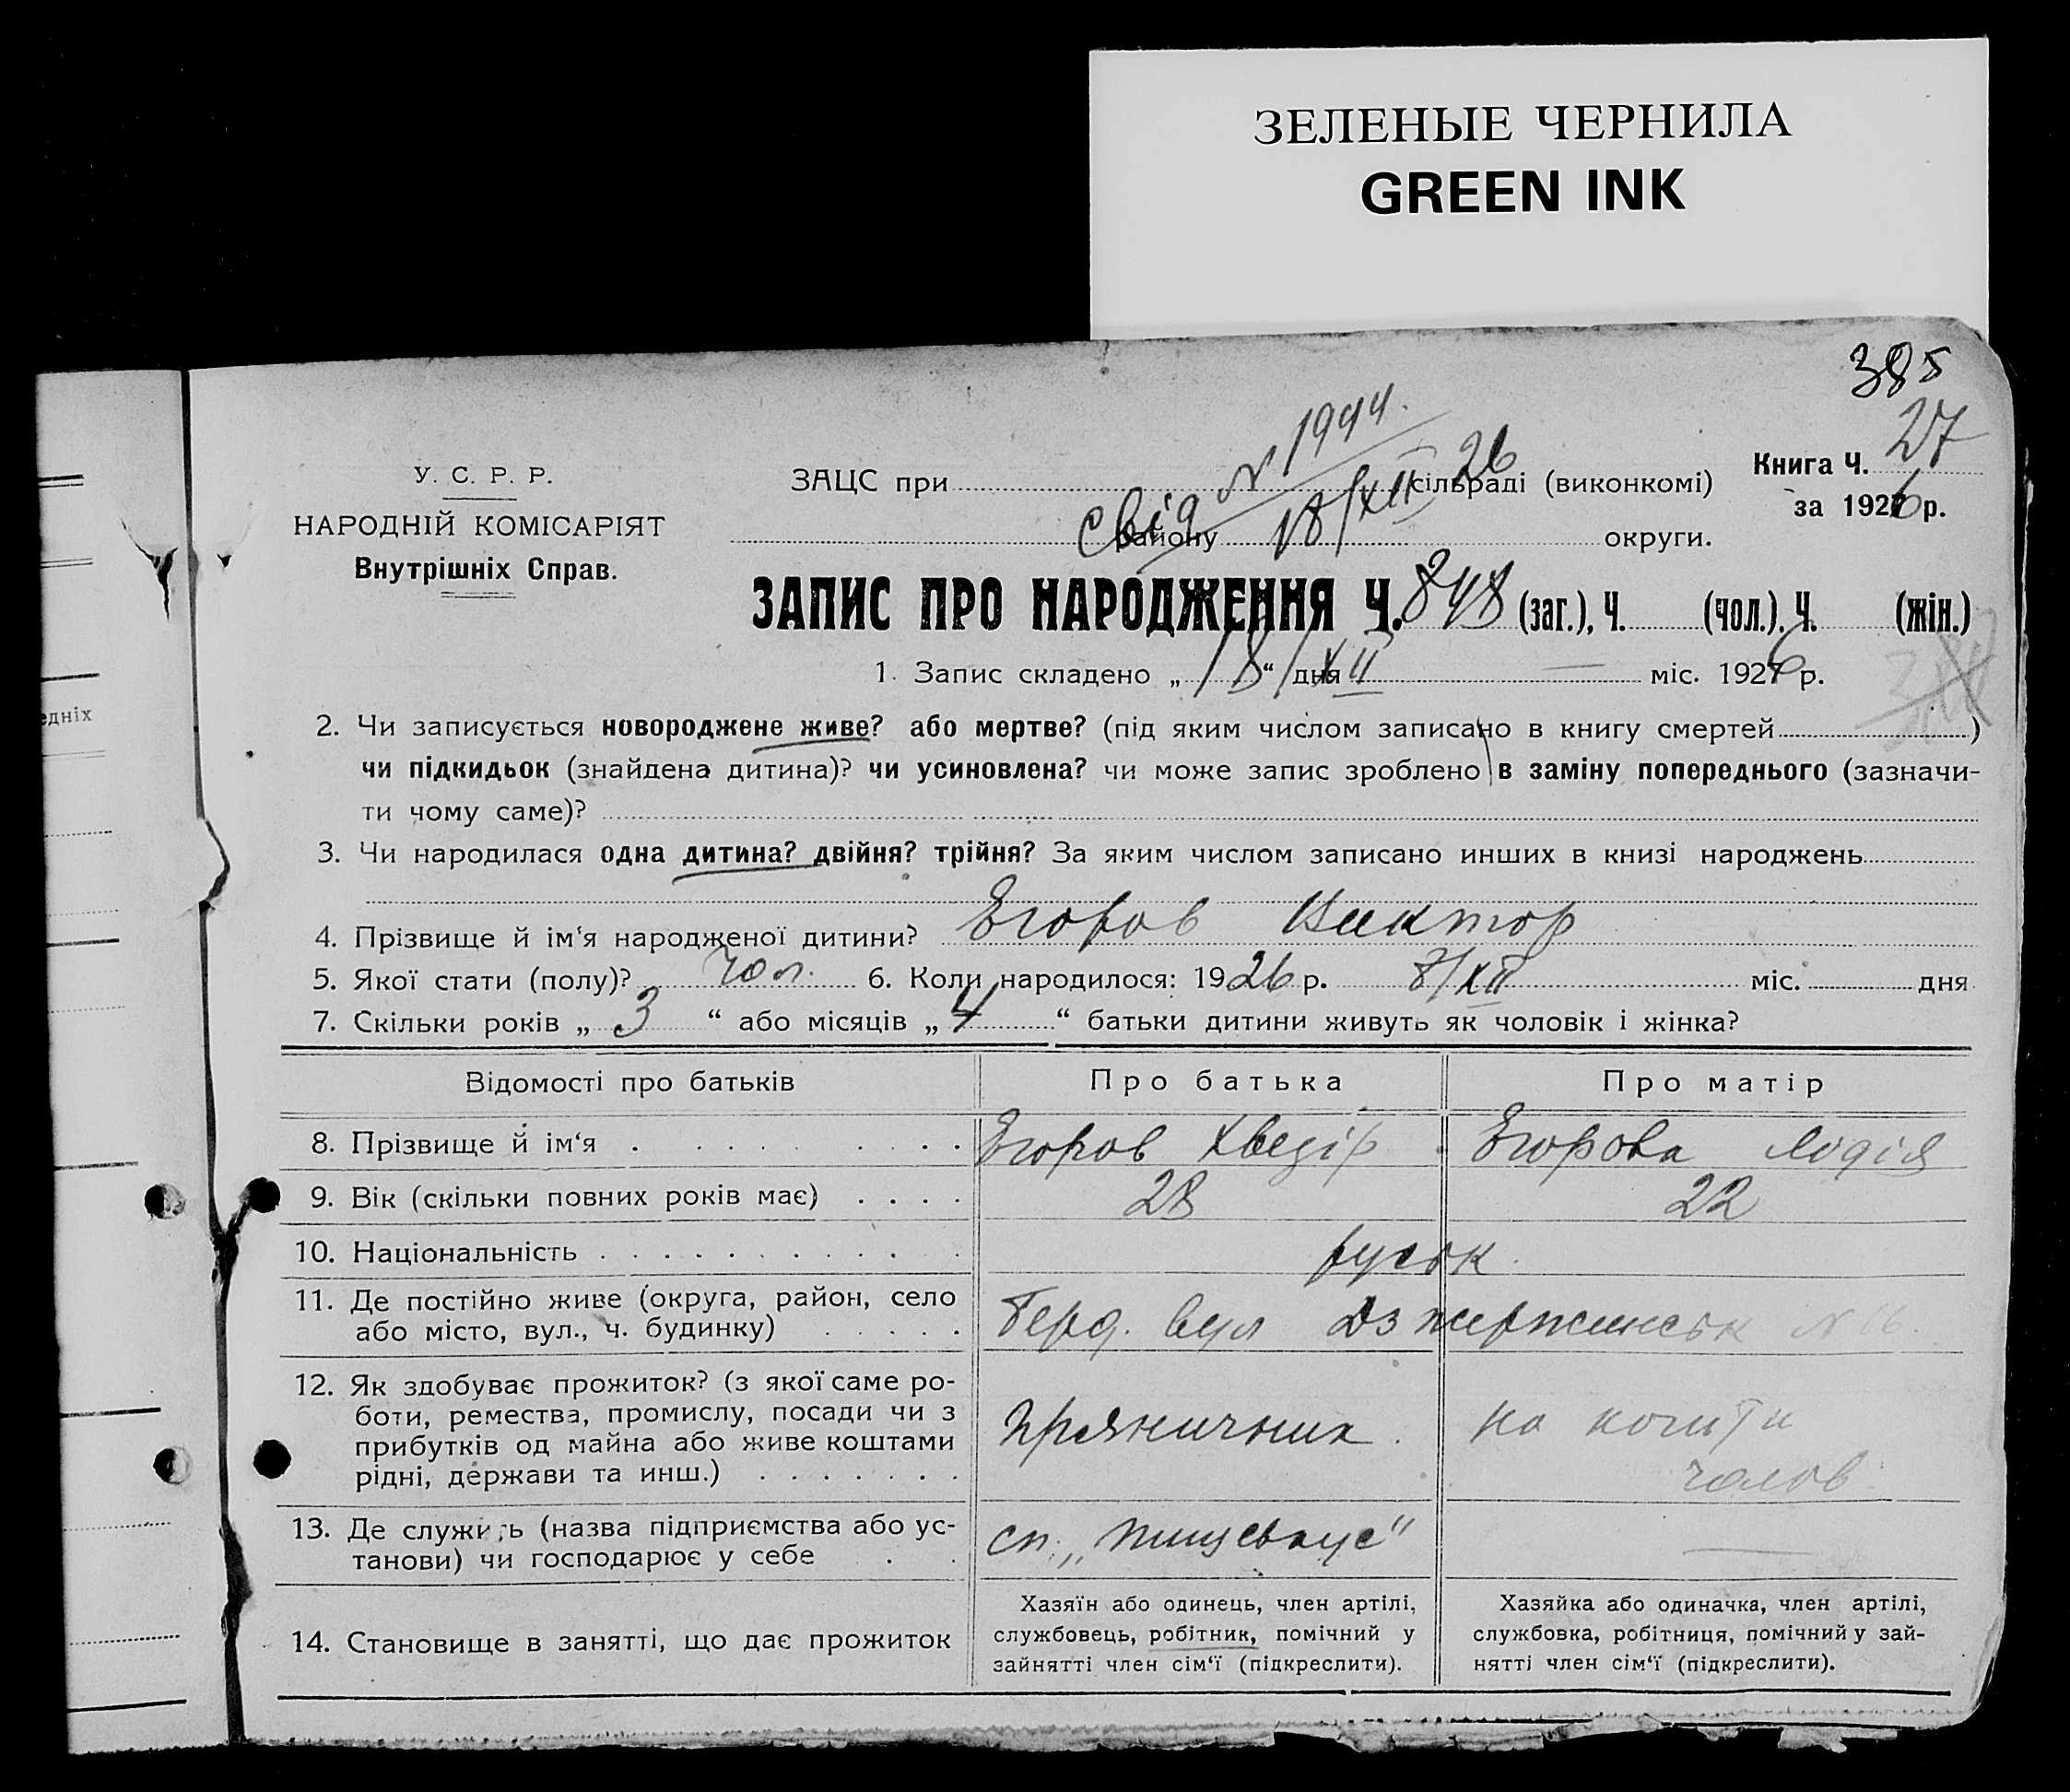 ЗЕЛЕНЫЕ ЧЕРНИЛА
GREEN INK
385
27
У. С. Р. Р.
НАРОДНІЙ КОМІСАРІЯТ
Внутрішніх Справ.
ЗАЦС при сільраді (виконкомі)
району округи.
Свід N 1944.
18/XII 26
Книга Ч.
за 1926 р.
ЗАПИС ПРО НАРОДЖЕННЯ Ч. 848 (заг.), Ч. (чол.), Ч. (жін.)
1. Запис складено „18“ дня XII міс. 1926 р.
2. Чи записується новороджене живе? або мертве? (під яким числом записано в книгу смертей )
чи підкидьок (знайдена дитина)? чи усиновлена? чи може запис зроблено в заміну попереднього (зазначи-
ти чому саме)?
3. Чи народилася одна дитина? двійня? трійня? За яким числом записано инших в книзі народжень
4. Прізвище й ім‘я народженої дитини? Егоров Виктор
5. Якої стати (полу)? чол. 6. Коли народилося: 1926 р. 8/XII міс. дня
7. Скільки років „ 3 “ або місяців „ 4 “ батьки дитини живуть як чоловік і жінка?
Відомості про батьків Про батька Про матір
8. Прізвище й ім‘я Егоров Хведір Егорова Лідія
9. Вік (скільки повних років має) 28 22
10. Національність руськ.
11. Де постійно живе (округа, район, село
або місто, вул., ч. будинку) Берд. вул Дзержинськ N
12. Як здобуває прожиток? (з якої саме ро-
боти, ремества, промислу, посади чи з
прибутків од майна або живе коштами
рідні, держави та инш.) Пряничник. на кошти
чолов.
13. Де служить (назва підприємства або ус-
танови) чи господарює у себе сп. „Пищевкус“
14. Становище в занятті, що дає прожиток
Хазяїн або одинець, член артілі,
службовець, робітник, помічний у
зайнятті член сім‘ї (підкреслити).
Хазяйка або одиначка, член артілі,
службовка, робітниця, помічний у зай-
нятті член сім‘ї (підкреслити).
едніх